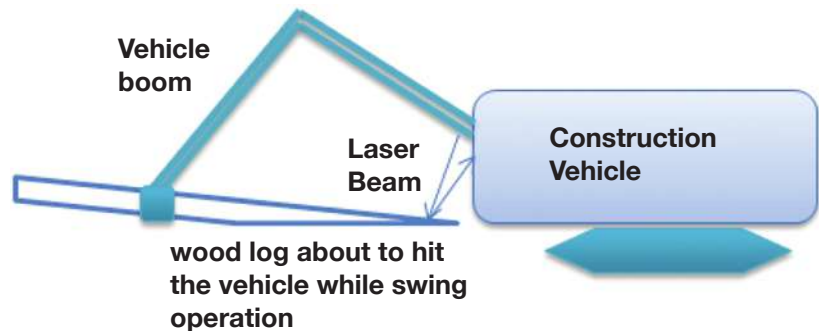 Vehicle
boom
Laser
Beam
Construction
Vehicle
wood log about to hit
the vehicle while swing
operation